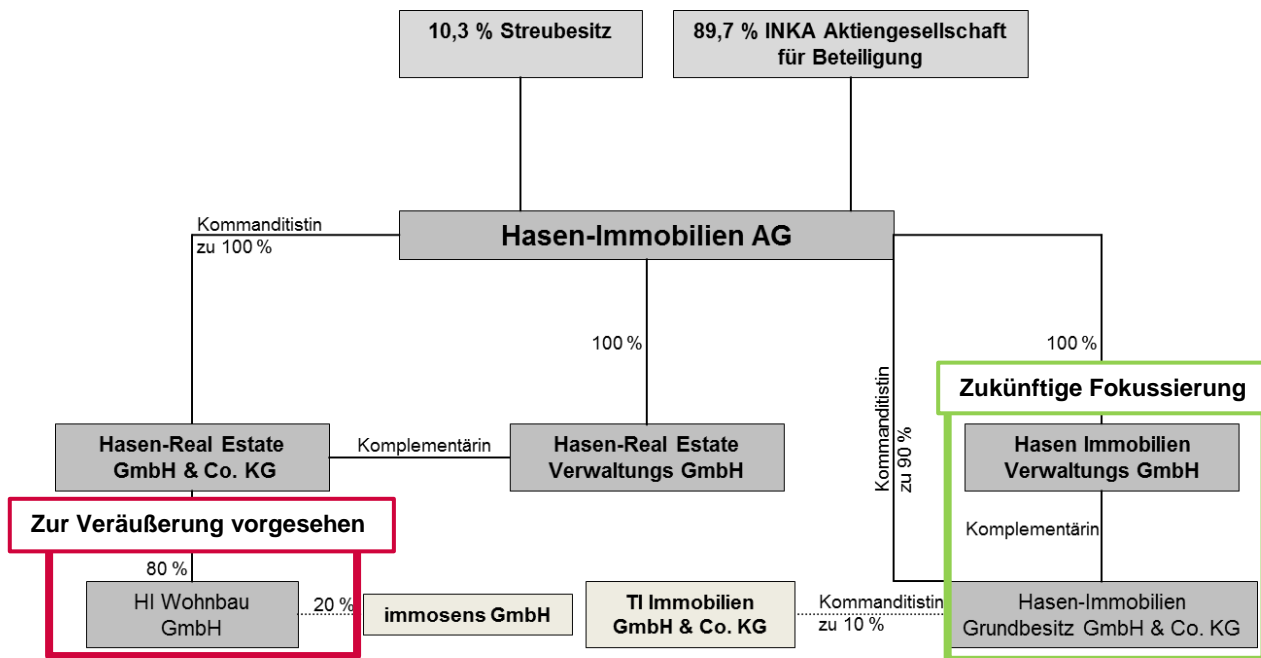 10,3 % Streubesitz
89,7 % INKA Aktiengesellschaft
für Beteiligung
Kommanditistin
zu 100 %
Hasen-Immobilien AG
100 %
100 %
Kommanditistin
zu 90 %
Zukünftige Fokussierung
Hasen-Real Estate
GmbH & Co. KG
Komplementärin
Hasen-Real Estate
Verwaltungs GmbH
Hasen Immobilien
Verwaltungs GmbH
Zur Veräußerung vorgesehen
Komplementärin
80 %
HI Wohnbau
GmbH
20 %
immosens GmbH
TI Immobilien
GmbH & Co. KG
Kommanditistin
zu 10 %
Hasen-Immobilien
Grundbesitz GmbH & Co. KG